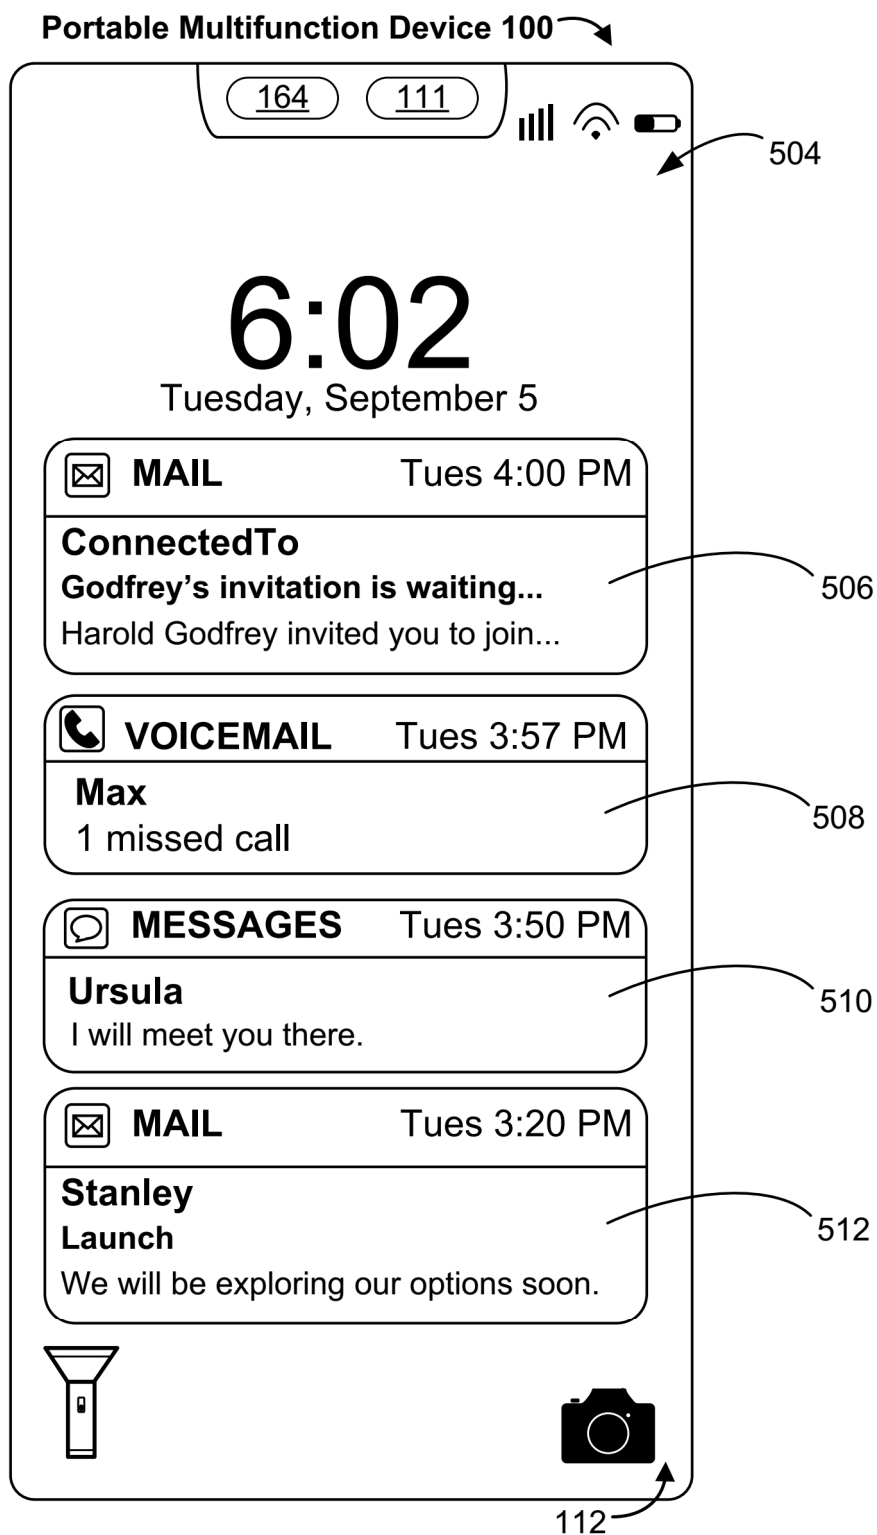 Portable Multifunction Device 100
164 111
504
6:02
Tuesday, September 5
MAIL Tues 4:00 PM
ConnectedTo
Godfrey's invitation is waiting...
506
Harold Godfrey invited you to join...
VOICEMAIL Tues 3:57 PM
Max
508
1 missed call
MESSAGES Tues 3:50 PM
Ursula
510
I will meet you there.
MAIL Tues 3:20 PM
Stanley
512
Launch
We will be exploring our options soon.
112